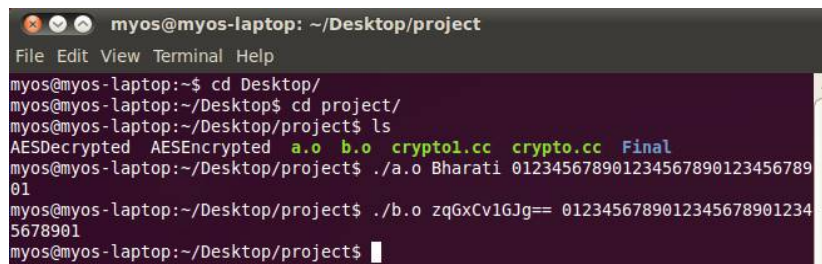 myos@myos-laptop: ~/Desktop/project
File Edit View Terminal Help
myos@myos-laptop:~$ cd Desktop/
myos@myos-laptop:~/Desktop$ cd project/
myos@myos-laptop:~/Desktop/project$ ls
AESDecrypted AESEncrypted a.o b.o crypto1.cc crypto.cc Final
myos@myos-laptop:~/Desktop/project$ ./a.o Bharati 012345678901234567890123456789
01
myos@myos-laptop:~/Desktop/project$ ./b.o zqGxCv1GJg== 0123456789012345678901234
5678901
myos@myos-laptop:~/Desktop/project$